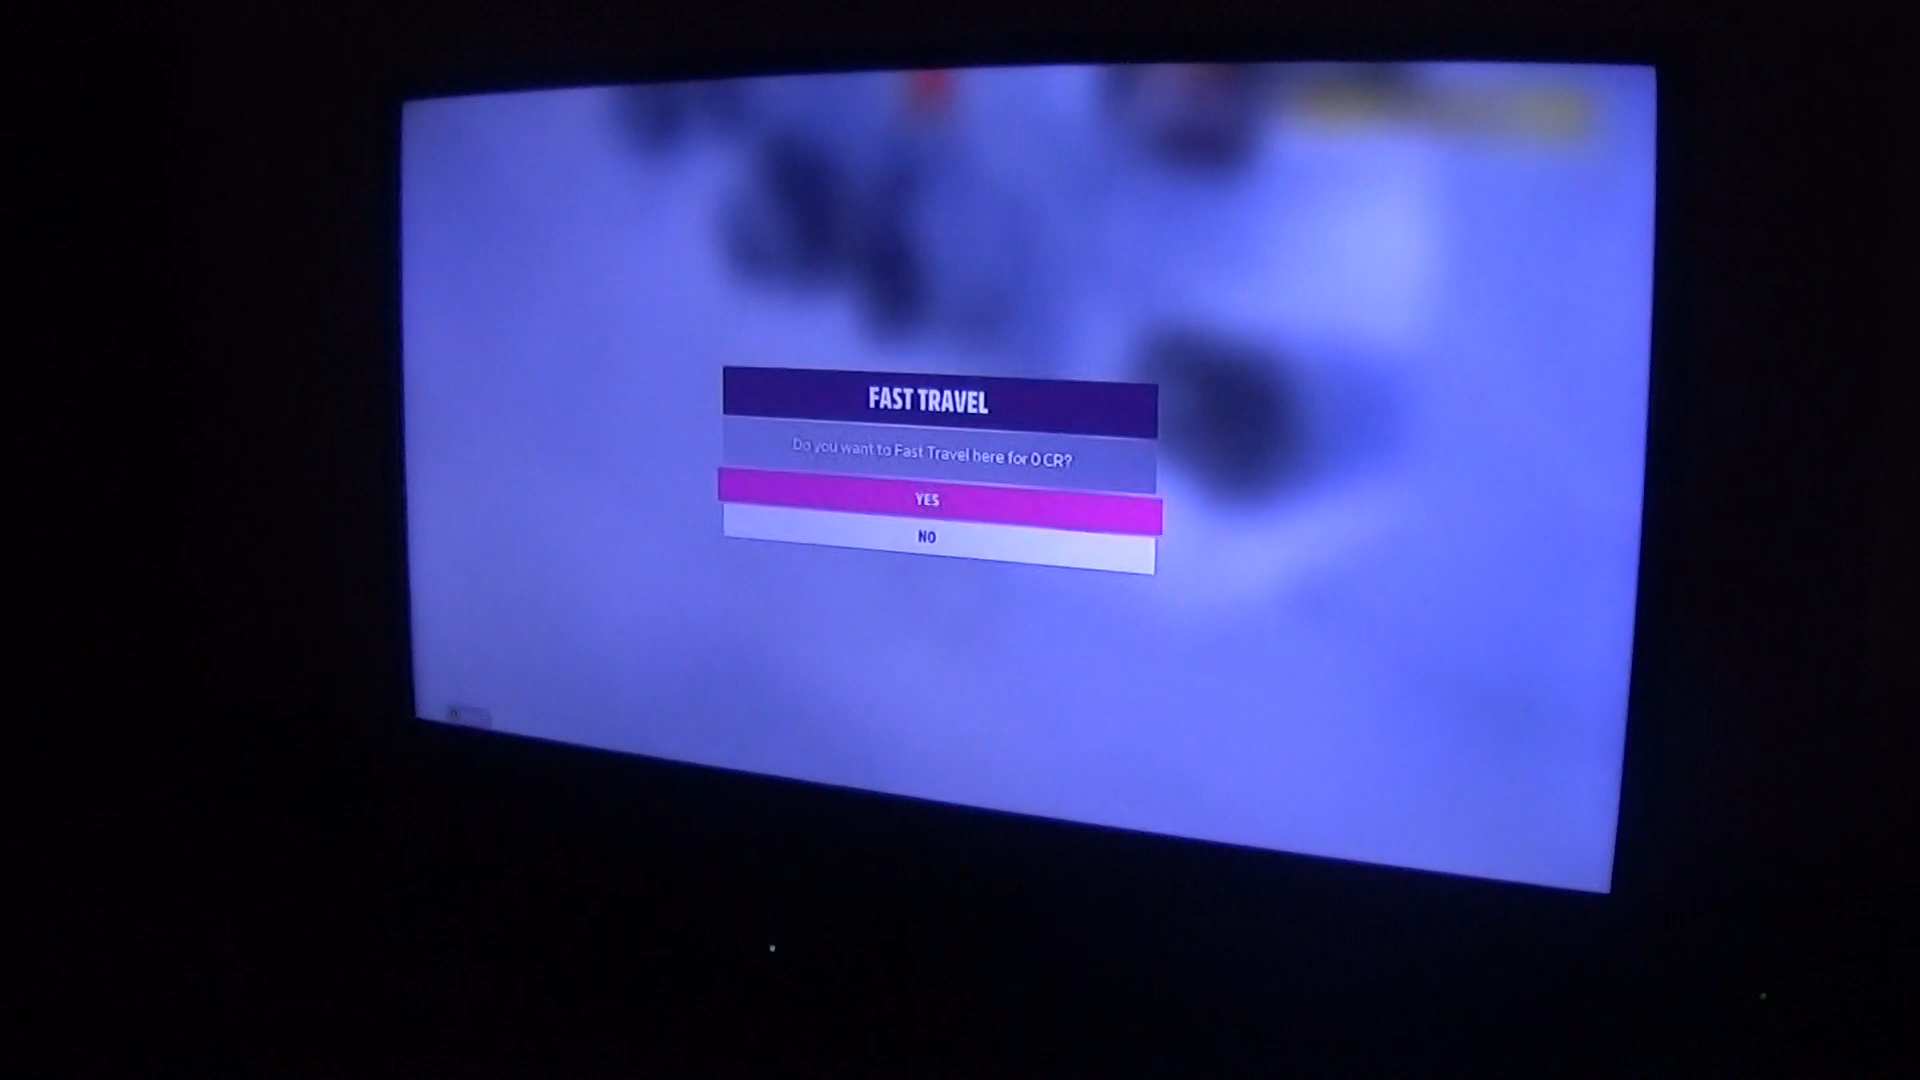 FAST TRAVEL
Do you want to Fast Travel here for 0 CR?
YES
NO